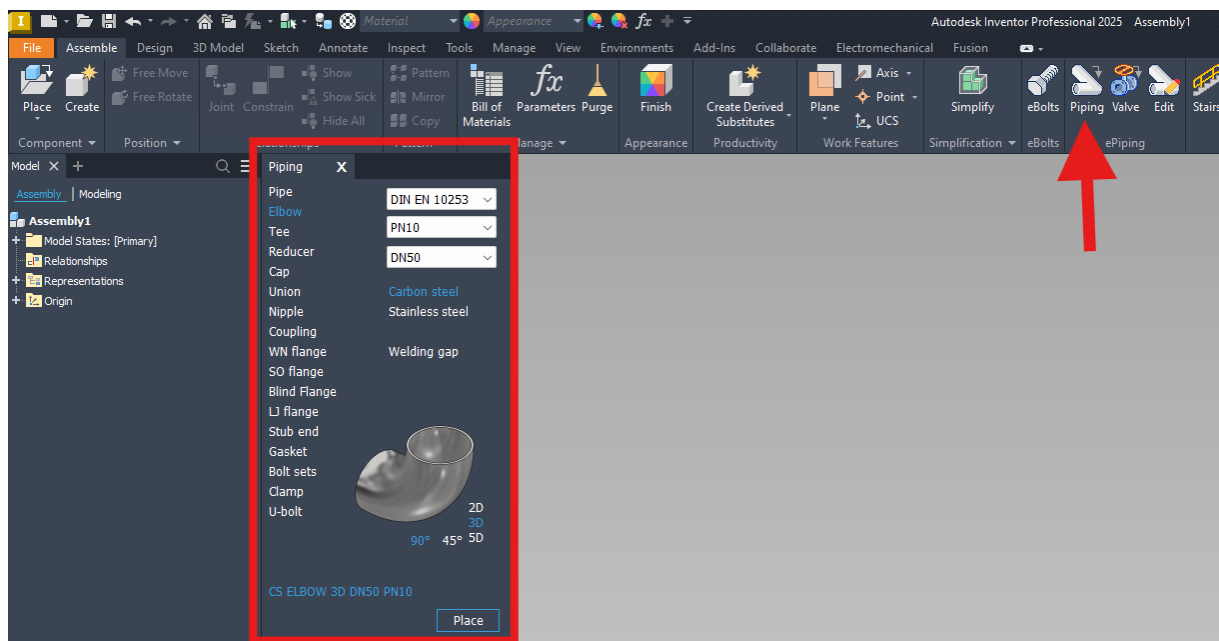 I Material Appearance fx Autodesk Inventor Professional 2025 Assembly1
File Assemble Design 3D Model Sketch Annotate Inspect Tools Manage View Environments Add-Ins Collaborate Electromechanical Fusion
Free Move Show Pattern fx Axis
Free Rotate Show Sick Mirror Point
Place Create Joint Constrain Hide All Copy Bill of Materials Parameters Purge Finish Create Derived Substitutes Plane UCS Simplify eBolts Piping Valve Edit Stairs
Component Position Relationships Pattern Manage Appearance Productivity Work Features Simplification eBolts ePiping
Model X +
Assembly | Modeling
Assembly1
Model States: [Primary]
Relationships
Representations
Origin
Piping X
Pipe
DIN EN 10253
Elbow
Tee
PN10
Reducer
DN50
Cap
Union Carbon steel
Nipple Stainless steel
Coupling
WN flange Welding gap
SO flange
Blind Flange
LJ flange
Stub end
Gasket
Bolt sets
Clamp
U-bolt
2D
3D
90° 45° 5D
CS ELBOW 3D DN50 PN10
Place